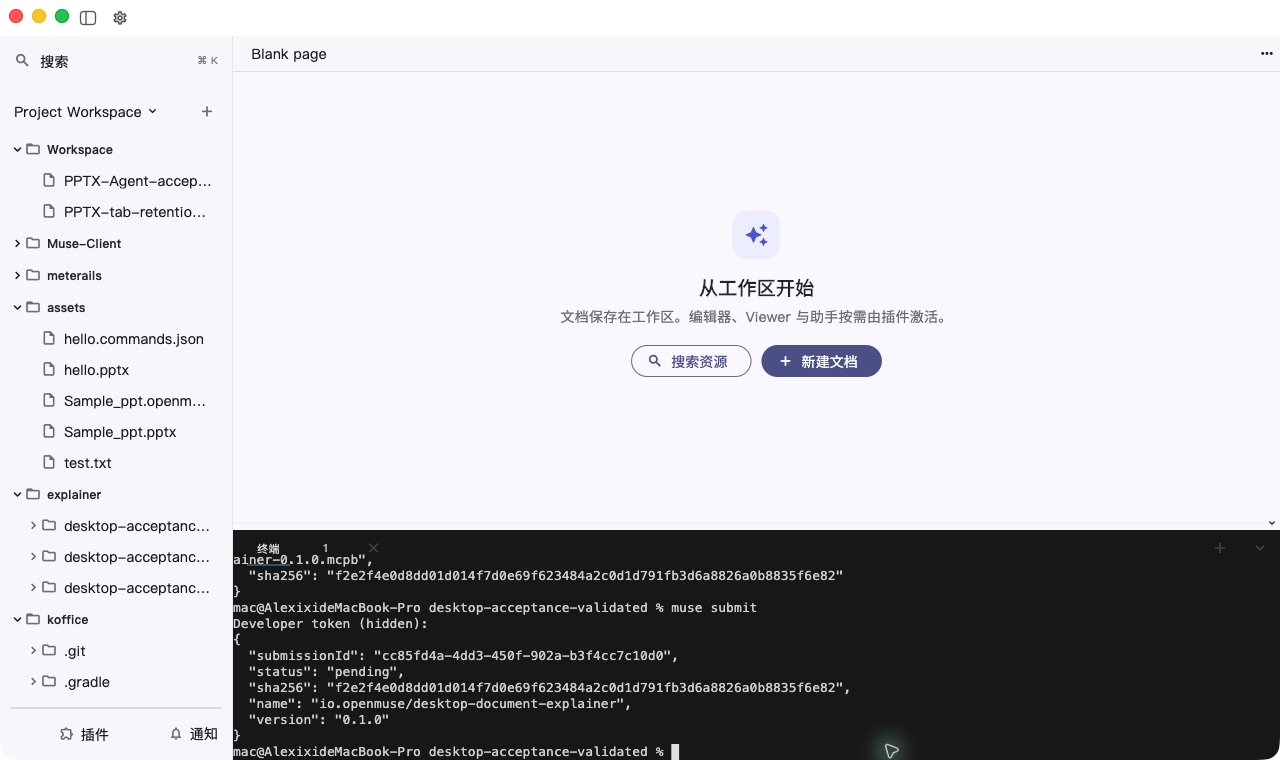 搜索 ⌘ K
Project Workspace
Workspace
PPTX-Agent-accep...
PPTX-tab-retentio...
Muse-Client
meterails
assets
hello.commands.json
hello.pptx
Sample_ppt.openm...
Sample_ppt.pptx
test.txt
explainer
desktop-acceptanc...
desktop-acceptanc...
desktop-acceptanc...
koffice
.git
.gradle
插件 通知
Blank page
从工作区开始
文档保存在工作区。编辑器、Viewer 与助手按需由插件激活。
搜索资源 新建文档
终端 1
ainer-0.1.0.mcpb",
"sha256": "f2e2f4e0d8dd01d014f7d0e69f623484a2c0d1d791fb3d6a8826a0b8835f6e82"
}
mac@AlexixideMacBook-Pro desktop-acceptance-validated % muse submit
Developer token (hidden):
{
"submissionId": "cc85fd4a-4dd3-450f-902a-b3f4cc7c10d0",
"status": "pending",
"sha256": "f2e2f4e0d8dd01d014f7d0e69f623484a2c0d1d791fb3d6a8826a0b8835f6e82",
"name": "io.openmuse/desktop-document-explainer",
"version": "0.1.0"
}
mac@AlexixideMacBook-Pro desktop-acceptance-validated %